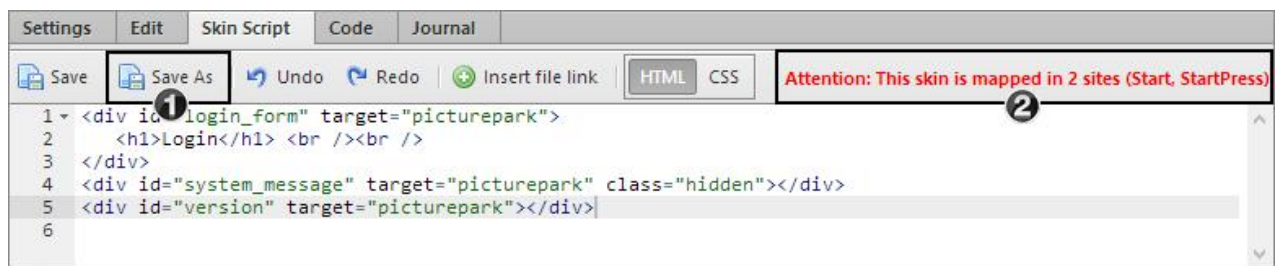 Settings Edit Skin Script Code Journal
Save Save As Undo Redo Insert file link HTML CSS Attention: This skin is mapped in 2 sites (Start, StartPress)
1 2
1 <div id="login_form" target="picturepark">
2 <h1>Login</h1> <br /><br />
3 </div>
4 <div id="system_message" target="picturepark" class="hidden"></div>
5 <div id="version" target="picturepark"></div>
6